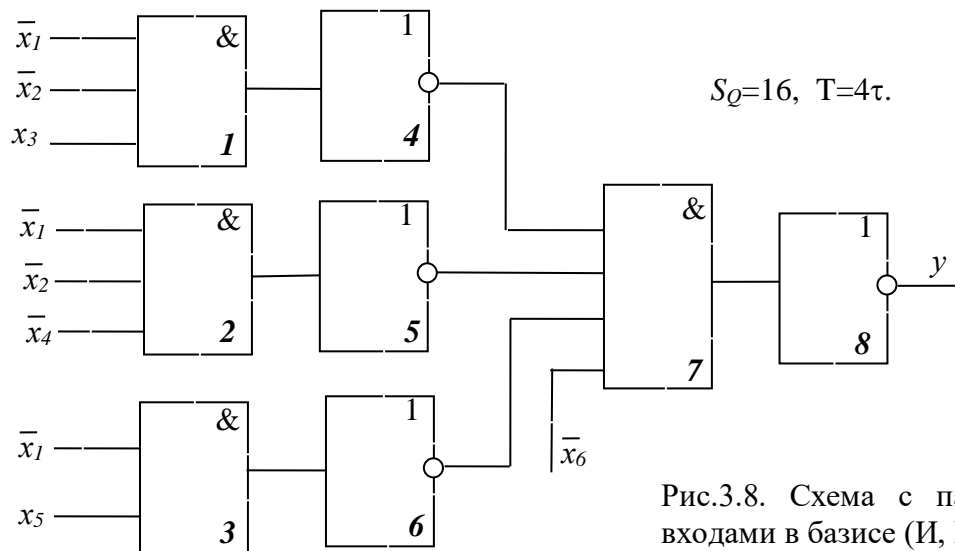 x̅1
x̅2
x3
&
1
1
4
SQ=16, T=4τ.
x̅1
x̅2
x̅4
&
2
1
5
&
7
1
8
y
x̅1
x5
&
3
1
6
x̅6
Рис.3.8. Схема с
входами в базисе (И,